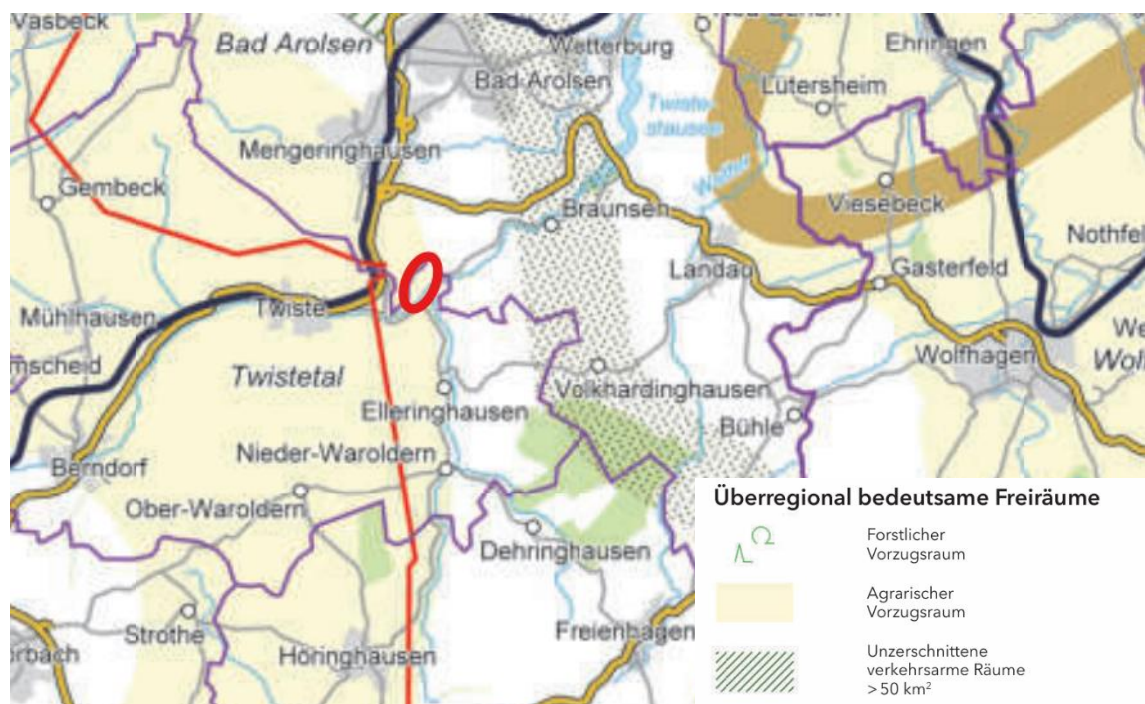 Vasbeck
Bad Arolsen
Wetterburg
Ehringen
Bad Arolsen
Lütersheim
Twiste-
stausee
Mengeringhausen
Gembeck
Braunsen
Viesebeck
Nothfel
Landau
Gasterfeld
Mühlhausen
Twiste
Wolfhagen
We
Wolf
mscheid
Twistetal
Volkhardinghausen
Elleringhausen
Bühle
Berndorf
Nieder-Waroldern
Ober-Waroldern
Dehringhausen
Strothe
Freienhagen
orbach
Höringhausen
Überregional bedeutsame Freiräume
Forstlicher
Vorzugsraum
Agrarischer
Vorzugsraum
Unzerschnittene
verkehrsarme Räume
> 50 km²